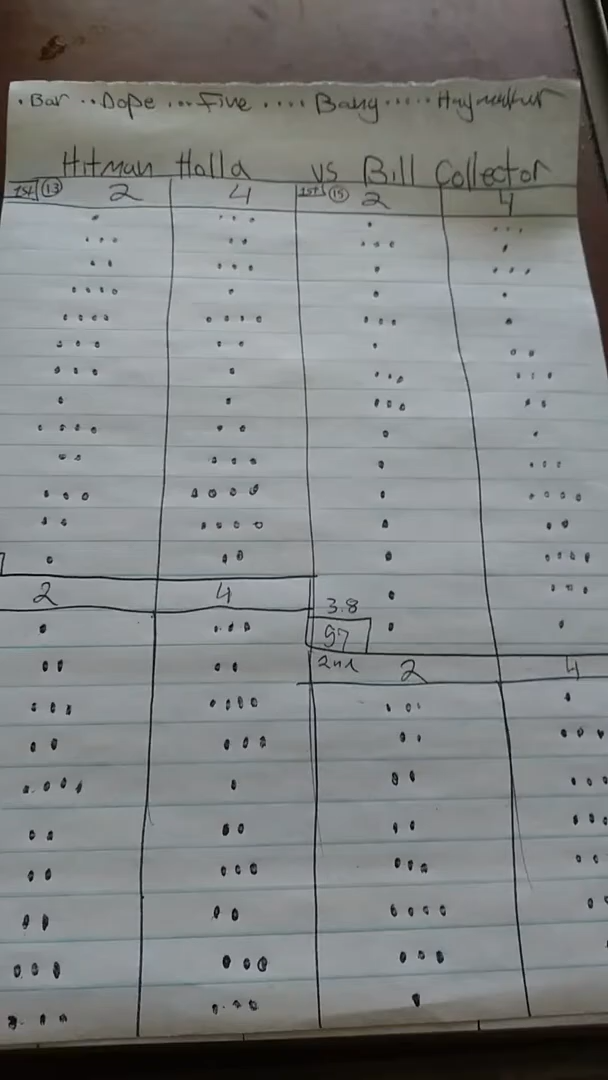 . Bar .. Dope ... Five .... Bang ..... Haymaker
Hitman Holla vs Bill Collector
1st 13 2 4 1st 15 2 4
2 4
3.8
97
2nd 2 4